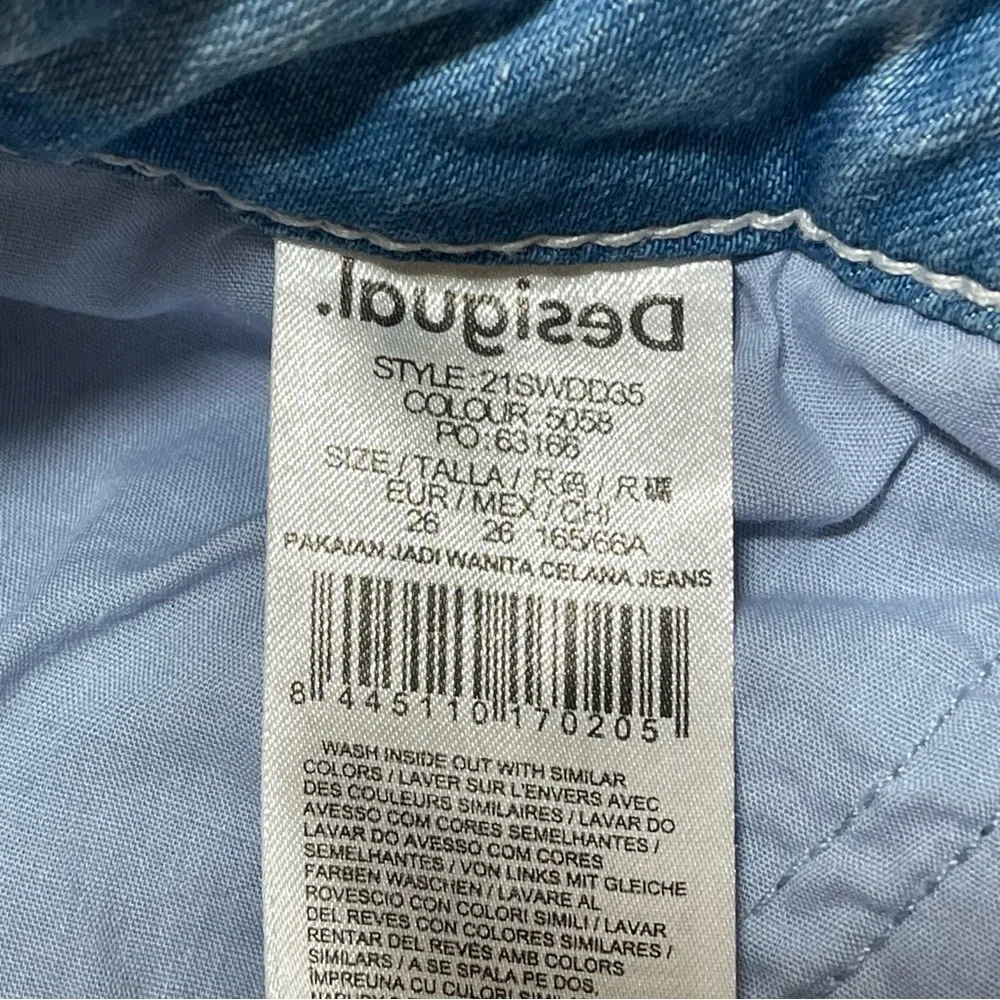 Desigual.
STYLE : 21SWDD35
COLOUR : 5058
PO : 63166
SIZE / TALLA / 尺码 / 尺碼
EUR / MEX / CHI
26 26 165/66A
PAKAIAN JADI WANITA CELANA JEANS
8 445110 170205
WASH INSIDE OUT WITH SIMILAR
COLORS / LAVER SUR L'ENVERS AVEC
DES COULEURS SIMILAIRES / LAVAR DO
AVESSO COM CORES SEMELHANTES /
LAVAR DO AVESSO COM CORES
SEMELHANTES / VON LINKS MIT GLEICHE
FARBEN WASCHEN / LAVARE AL
ROVESCIO CON COLORI SIMILI / LAVAR
DEL REVES CON COLORES SIMILARES /
RENTAR DEL REVÉS AMB COLORS
SIMILARS / A SE SPALA PE DOS,
ÎMPREUNA CU CULORI SIMIL